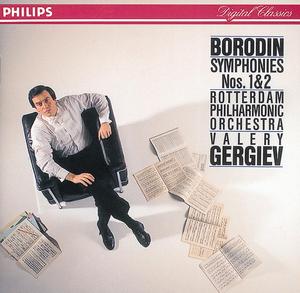 PHILIPS
Digital Classics
BORODIN
SYMPHONIES
Nos. 1&2
ROTTERDAM
PHILHARMONIC
ORCHESTRA
VALERY
GERGIEV